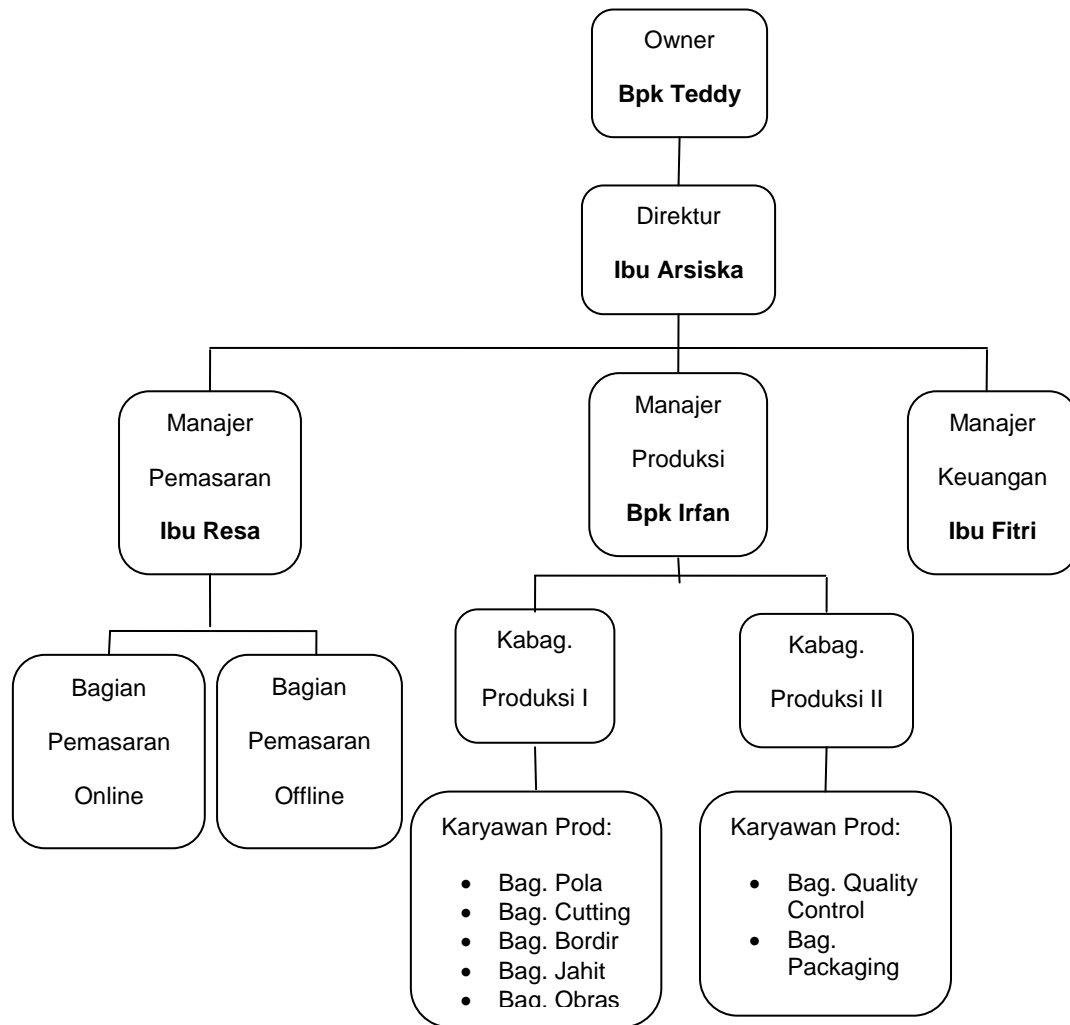 Owner
Bpk Teddy
Direktur
Ibu Arsiska
Manajer
Pemasaran
Ibu Resa
Manajer
Produksi
Bpk Irfan
Manajer
Keuangan
Ibu Fitri
Bagian
Pemasaran
Online
Bagian
Pemasaran
Offline
Kabag.
Produksi I
Kabag.
Produksi II
Karyawan Prod:
• Bag. Pola
• Bag. Cutting
• Bag. Bordir
• Bag. Jahit
• Bag. Obras
Karyawan Prod:
• Bag. Quality
Control
• Bag.
Packaging